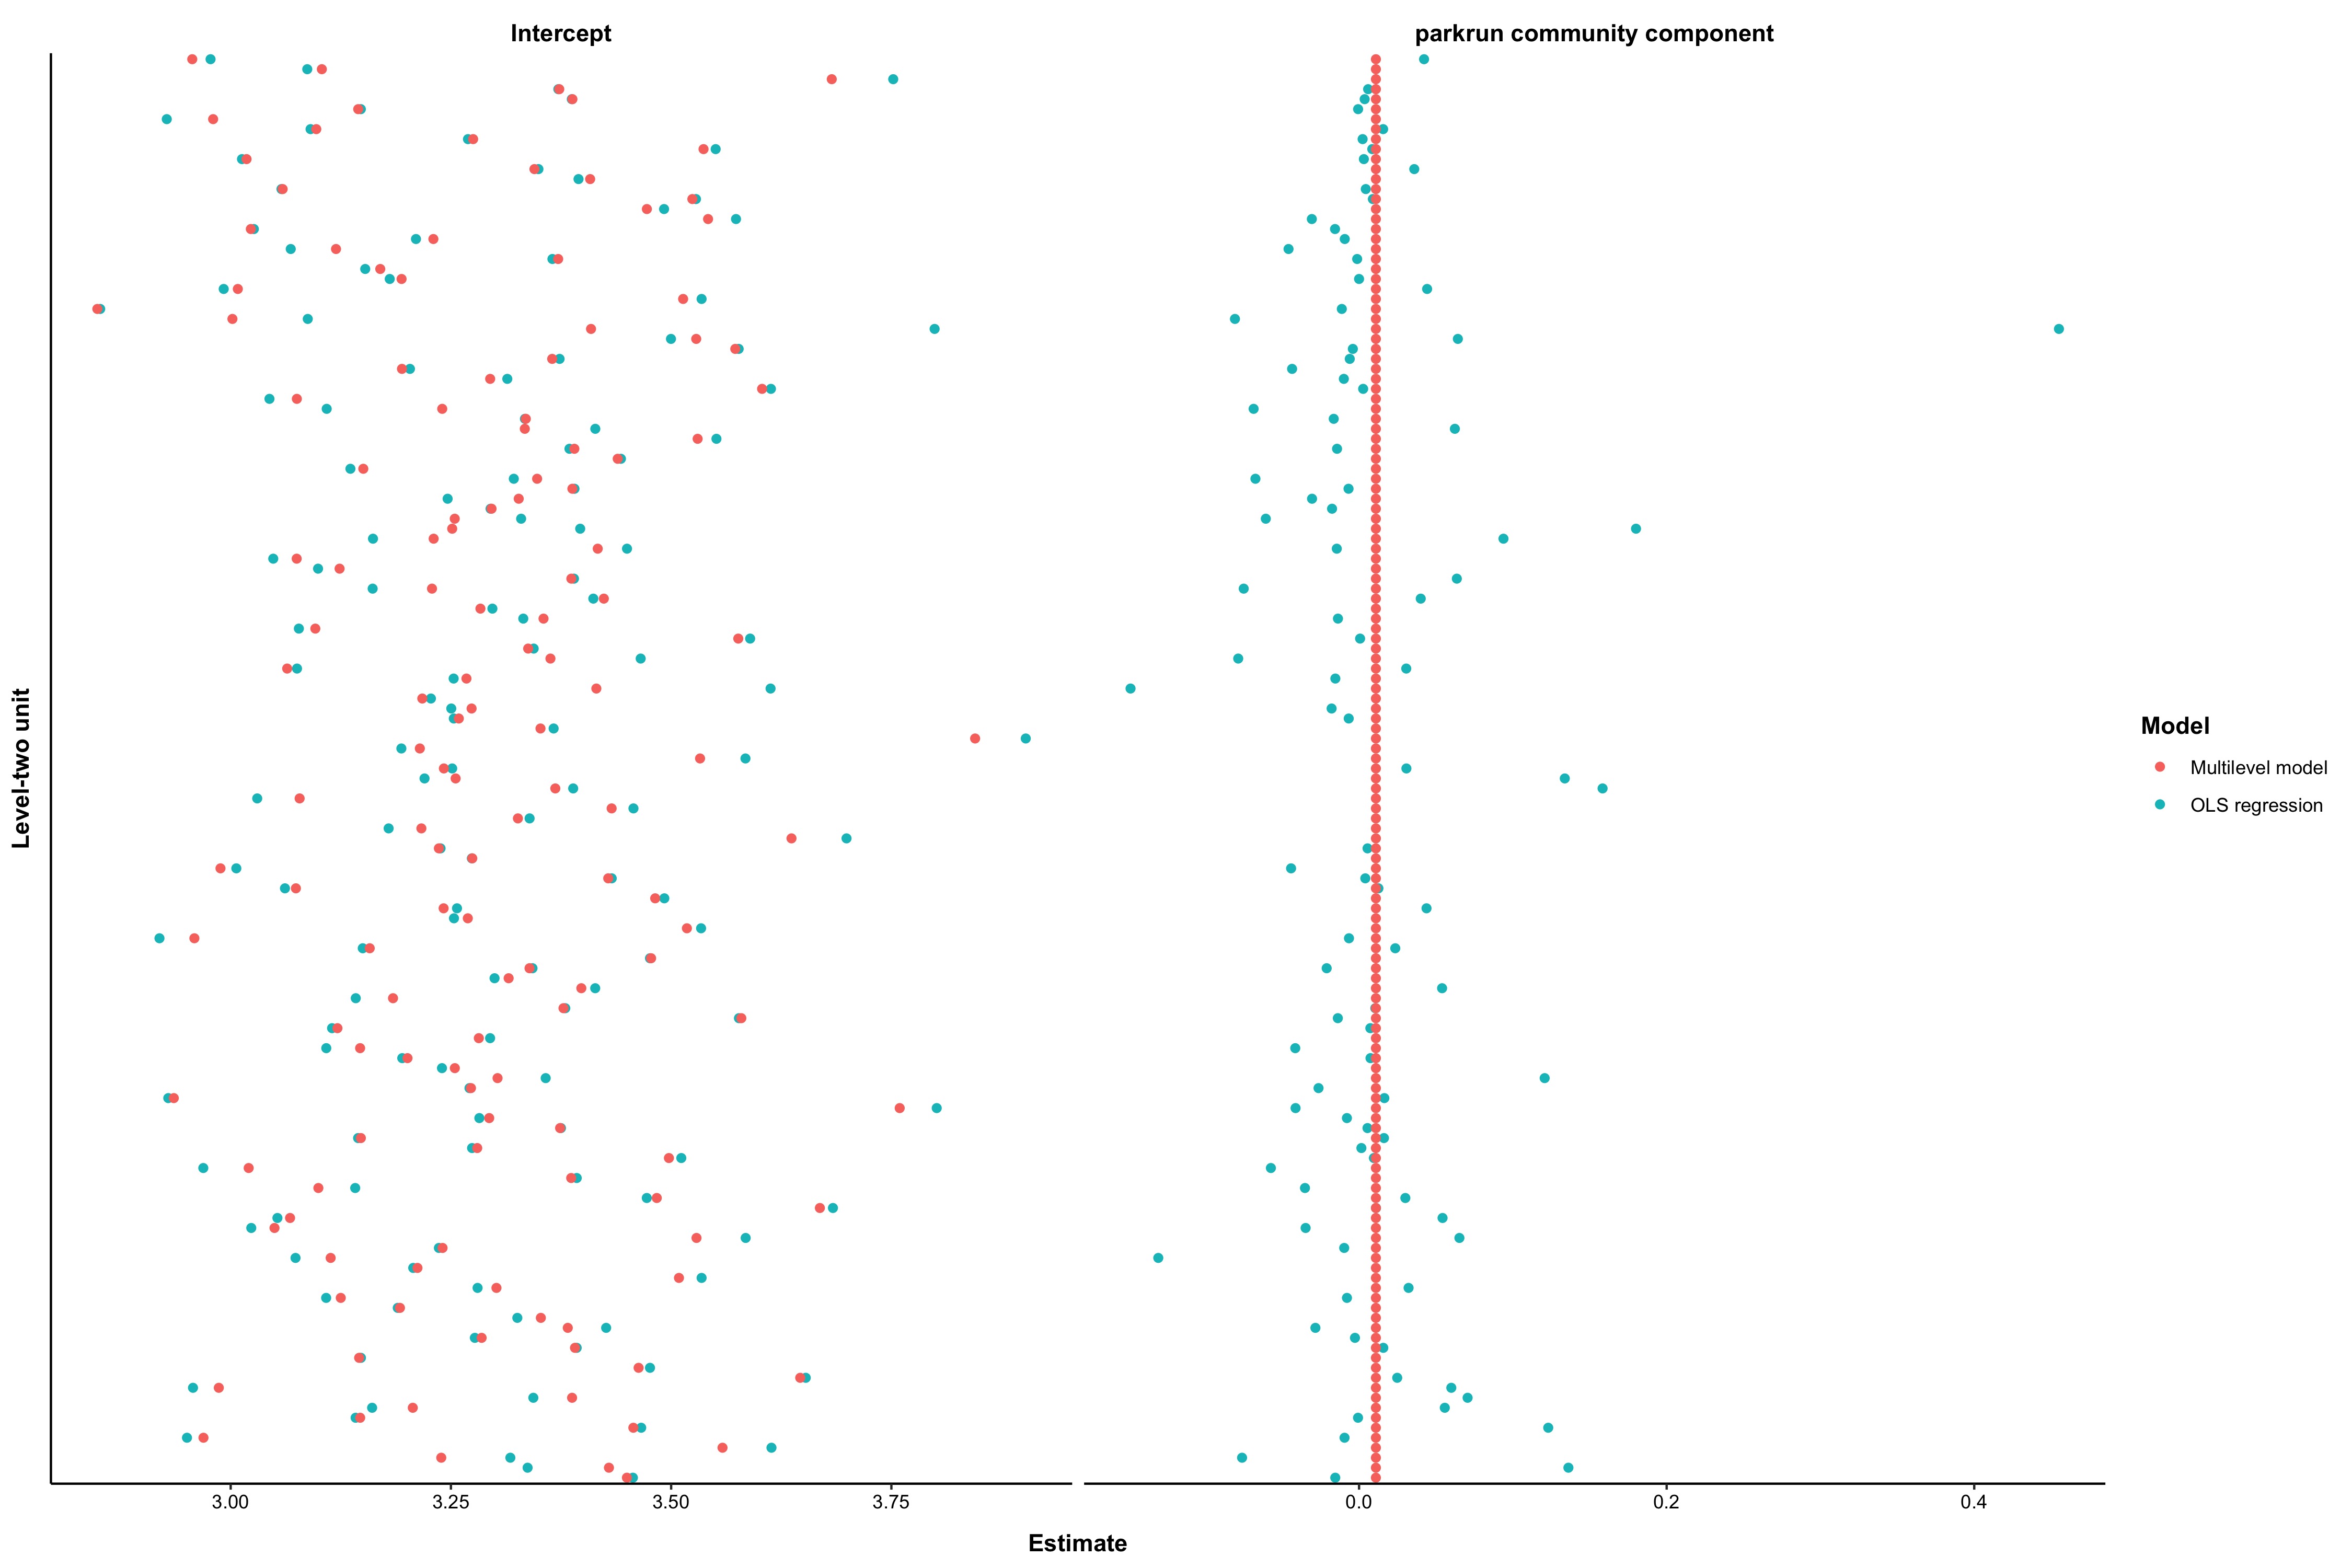 Intercept
parkrun community component
Level-two unit
Model
Multilevel model
OLS regression
3.00 3.25 3.50 3.75 0.0 0.2 0.4
Estimate